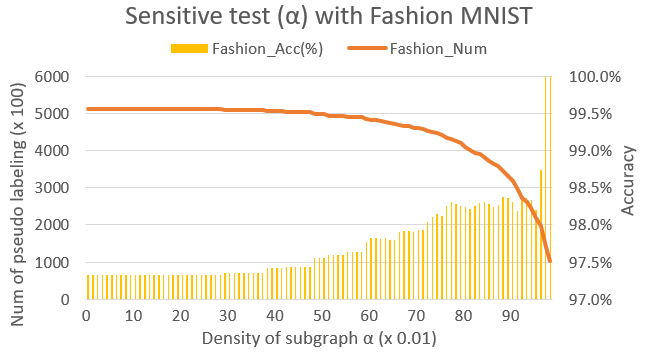 Sensitive test (α) with Fashion MNIST
Fashion_Acc(%) Fashion_Num
Num of pseudo labeling (x 100)
6000
5000
4000
3000
2000
1000
0
100.0%
99.5%
99.0%
98.5%
98.0%
97.5%
97.0%
Accuracy
0 10 20 30 40 50 60 70 80 90
Density of subgraph α (x 0.01)